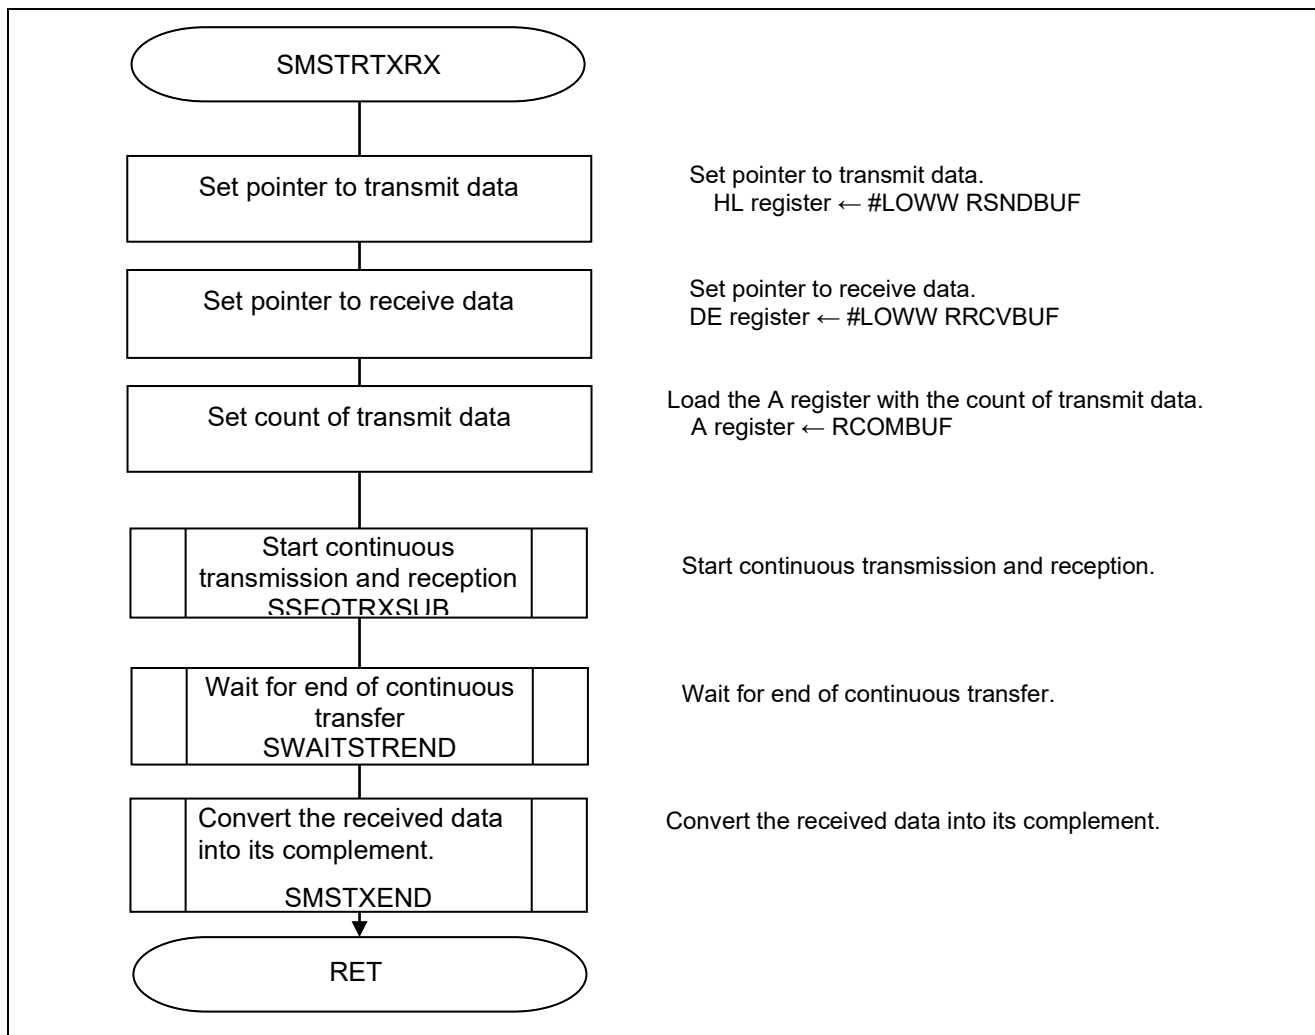 SMSTRTXRX
Set pointer to transmit data
Set pointer to transmit data.
HL register ← #LOWW RSNDBUF
Set pointer to receive data
Set pointer to receive data.
DE register ← #LOWW RRCVBUF
Set count of transmit data
Load the A register with the count of transmit data.
A register ← RCOMBUF
Start continuous
transmission and reception
SSEQTRXSUB
Start continuous transmission and reception.
Wait for end of continuous
transfer
SWAITSTREND
Wait for end of continuous transfer.
Convert the received data
into its complement.
SMSTXEND
Convert the received data into its complement.
RET